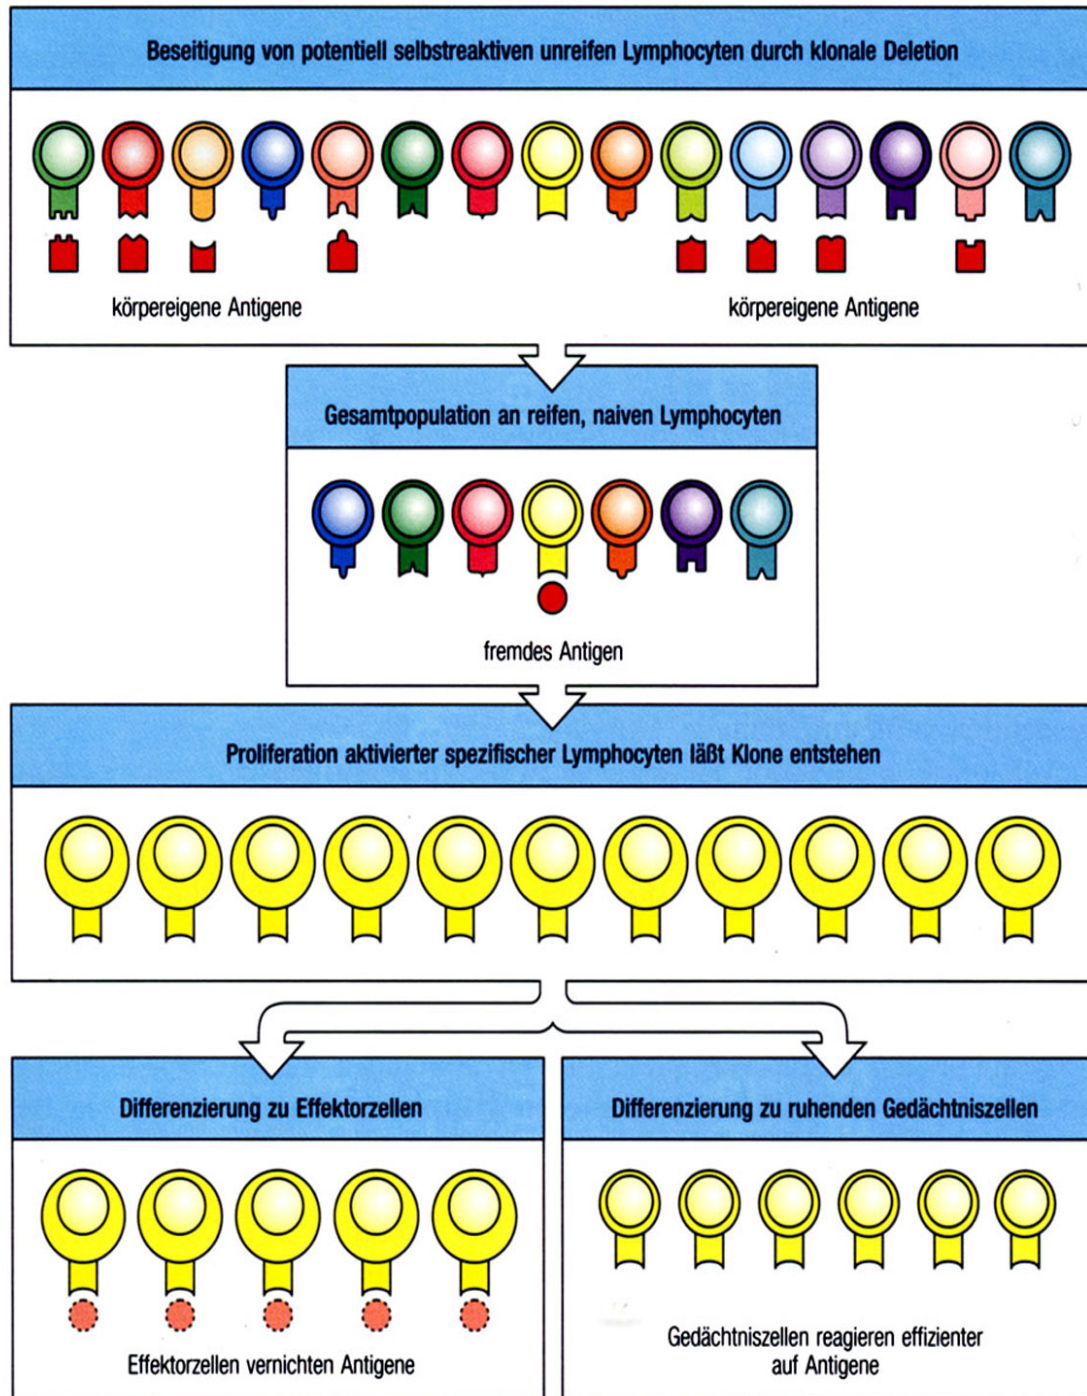 Beseitigung von potentiell selbstreaktiven unreifen Lymphocyten durch klonale Deletion
körpereigene Antigene
körpereigene Antigene
Gesamtpopulation an reifen, naiven Lymphocyten
fremdes Antigen
Proliferation aktivierter spezifischer Lymphocyten läßt Klone entstehen
Differenzierung zu Effektorzellen
Effektorzellen vernichten Antigene
Differenzierung zu ruhenden Gedächtniszellen
Gedächtniszellen reagieren effizienter
auf Antigene